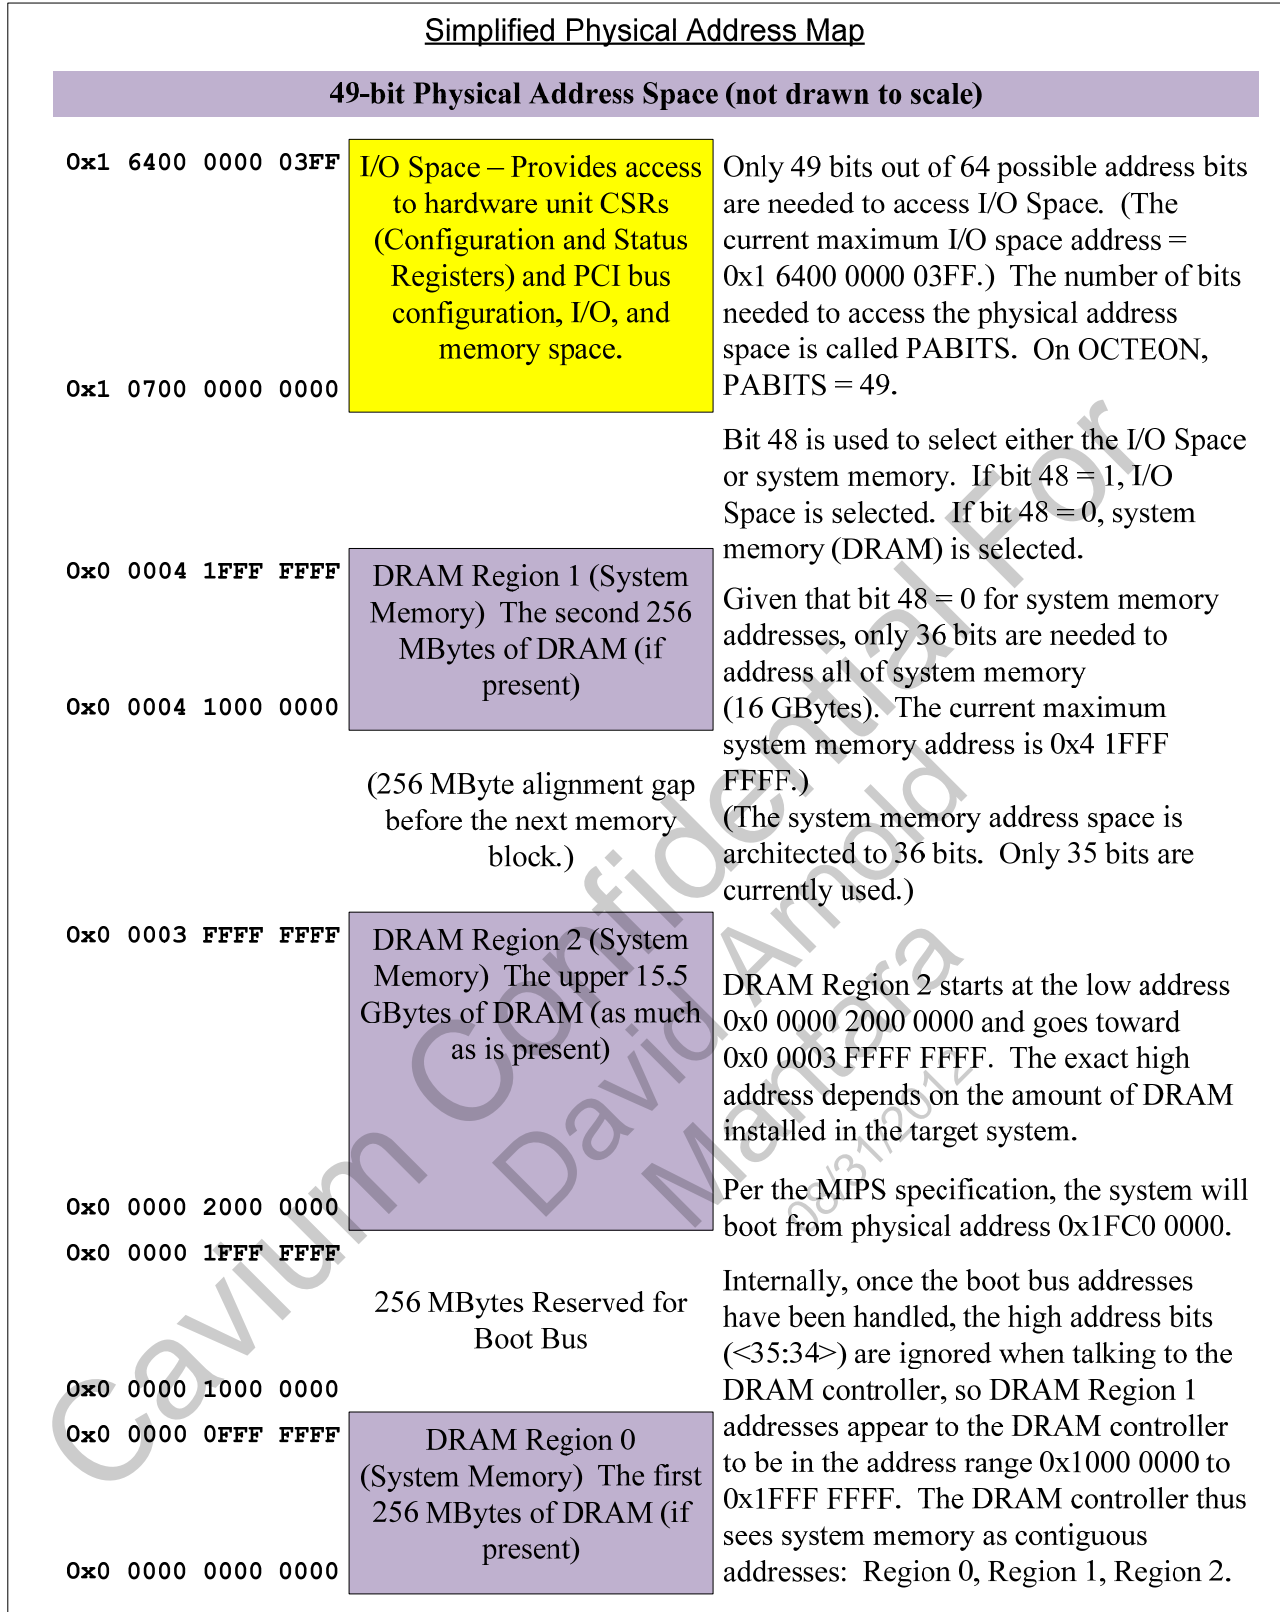 Simplified Physical Address Map
49-bit Physical Address Space (not drawn to scale)
0x1 6400 0000 03FF
I/O Space – Provides access
to hardware unit CSRs
(Configuration and Status
Registers) and PCI bus
configuration, I/O, and
memory space.
0x1 0700 0000 0000
Only 49 bits out of 64 possible address bits
are needed to access I/O Space. (The
current maximum I/O space address =
0x1 6400 0000 03FF.) The number of bits
needed to access the physical address
space is called PABITS. On OCTEON,
PABITS = 49.
Bit 48 is used to select either the I/O Space
or system memory. If bit 48 = 1, I/O
Space is selected. If bit 48 = 0, system
memory (DRAM) is selected.
0x0 0004 1FFF FFFF
DRAM Region 1 (System
Memory) The second 256
MBytes of DRAM (if
present)
0x0 0004 1000 0000
Given that bit 48 = 0 for system memory
addresses, only 36 bits are needed to
address all of system memory
(16 GBytes). The current maximum
system memory address is 0x4 1FFF
FFFF.)
(The system memory address space is
architected to 36 bits. Only 35 bits are
currently used.)
(256 MByte alignment gap
before the next memory
block.)
0x0 0003 FFFF FFFF
DRAM Region 2 (System
Memory) The upper 15.5
GBytes of DRAM (as much
as is present)
0x0 0000 2000 0000
DRAM Region 2 starts at the low address
0x0 0000 2000 0000 and goes toward
0x0 0003 FFFF FFFF. The exact high
address depends on the amount of DRAM
installed in the target system.
Per the MIPS specification, the system will
boot from physical address 0x1FC0 0000.
0x0 0000 1FFF FFFF
256 MBytes Reserved for
Boot Bus
0x0 0000 1000 0000
Internally, once the boot bus addresses
have been handled, the high address bits
(<35:34>) are ignored when talking to the
DRAM controller, so DRAM Region 1
addresses appear to the DRAM controller
to be in the address range 0x1000 0000 to
0x1FFF FFFF. The DRAM controller thus
sees system memory as contiguous
addresses: Region 0, Region 1, Region 2.
0x0 0000 0FFF FFFF
DRAM Region 0
(System Memory) The first
256 MBytes of DRAM (if
present)
0x0 0000 0000 0000
Cavium Confidential For
David Arnold
Mantara
08/31/2012